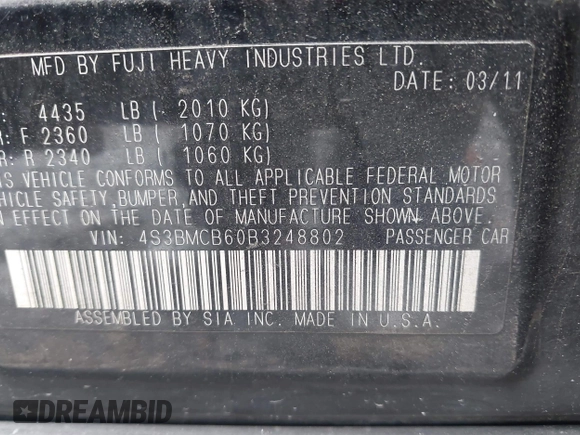 MFD BY FUJI HEAVY INDUSTRIES LTD.
DATE: 03/11
: 4435 LB ( 2010 KG)
R: F 2360 LB ( 1070 KG)
R: R 2340 LB ( 1060 KG)
IS VEHICLE CONFORMS TO ALL APPLICABLE FEDERAL MOTOR
VEHICLE SAFETY, BUMPER, AND THEFT PREVENTION STANDARDS
N EFFECT ON THE DATE OF MANUFACTURE SHOWN ABOVE.
VIN: 4S3BMCB60B3248802 PASSENGER CAR
ASSEMBLED BY SIA INC. MADE IN U.S.A.
DREAMBID